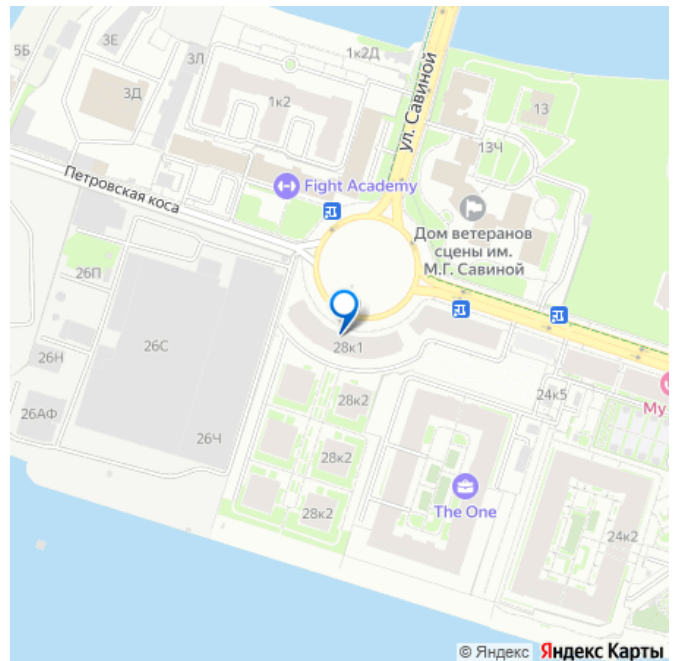 5Б
3Е
3Л
1к2Д
3Д
1к2
ул. Савиной
13
13Ч
Петровская коса
Fight Academy
Дом ветеранов
сцены им.
М.Г. Савиной
26П
26С
26Н
26АФ
26Ч
28к1
28к2
28к2
28к2
24к5
My
The One
24к2
© Яндекс Яндекс Карты